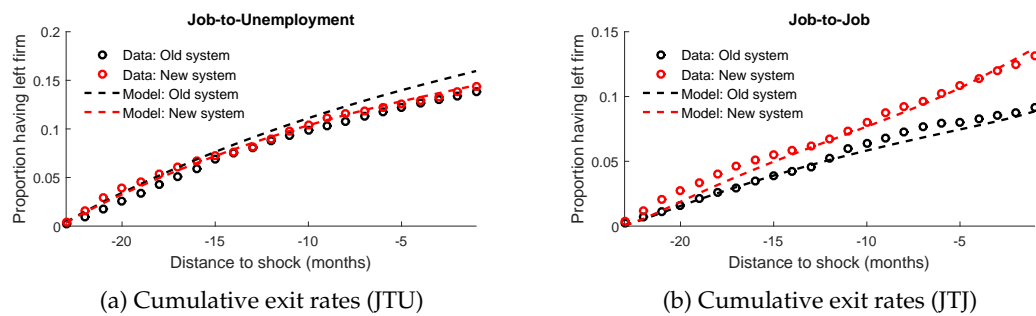 Job-to-Unemployment
Proportion having left firm
0.2
0.15
0.1
0.05
0
Data: Old system
Data: New system
Model: Old system
Model: New system
-20
-15
-10
-5
Distance to shock (months)
(a) Cumulative exit rates (JTU)
Job-to-Job
Proportion having left firm
0.15
0.1
0.05
0
Data: Old system
Data: New system
Model: Old system
Model: New system
-20
-15
-10
-5
Distance to shock (months)
(b) Cumulative exit rates (JTJ)